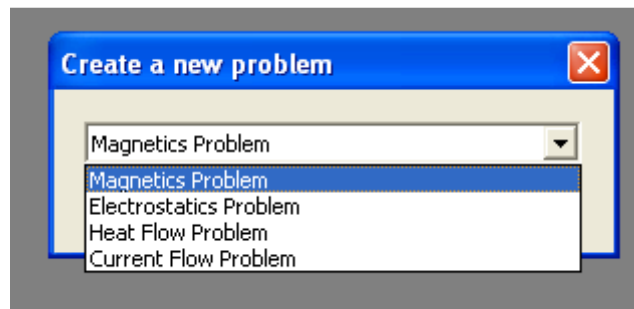 Create a new problem
Magnetics Problem
Magnetics Problem
Electrostatics Problem
Heat Flow Problem
Current Flow Problem